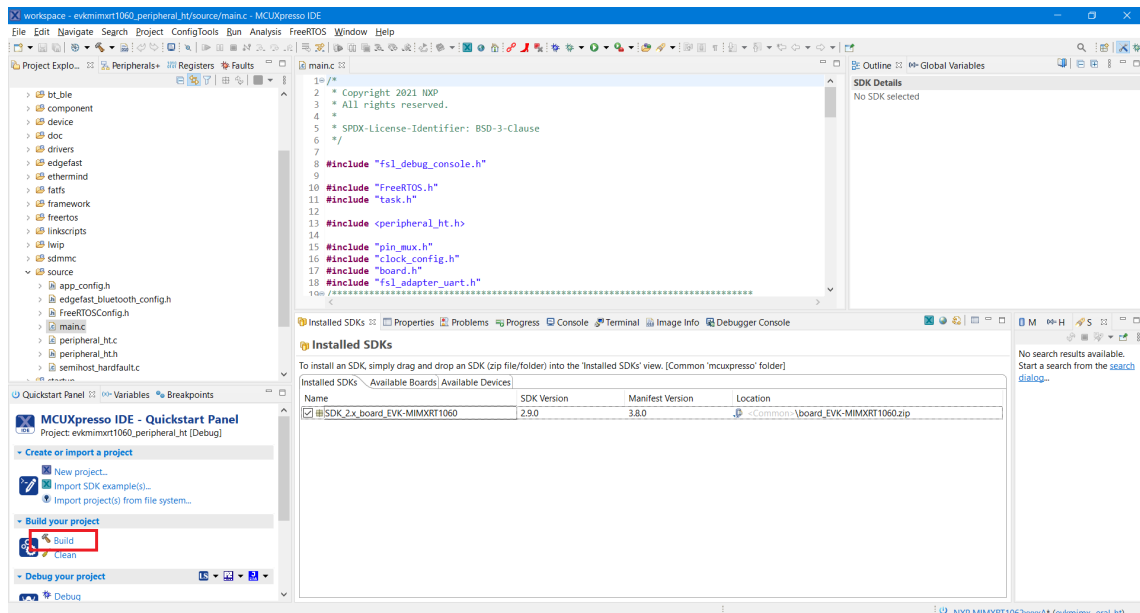 workspace - evkmimxrt1060_peripheral_ht/source/main.c - MCUXpresso IDE
File Edit Navigate Search Project ConfigTools Run Analysis FreeRTOS Window Help
Project Explo... Peripherals+ Registers Faults
bt_ble
component
device
doc
drivers
edgefast
ethermind
fatfs
framework
freertos
linkscripts
lwip
sdmmc
source
app_config.h
edgefast_bluetooth_config.h
FreeRTOSConfig.h
main.c
peripheral_ht.c
peripheral_ht.h
semihost_hardfault.c
startup
main.c
1 /*
2 * Copyright 2021 NXP
3 * All rights reserved.
4 *
5 * SPDX-License-Identifier: BSD-3-Clause
6 */
7
8 #include "fsl_debug_console.h"
9
10 #include "FreeRTOS.h"
11 #include "task.h"
12
13 #include <peripheral_ht.h>
14
15 #include "pin_mux.h"
16 #include "clock_config.h"
17 #include "board.h"
18 #include "fsl_adapter_uart.h"
Outline Global Variables
SDK Details
No SDK selected
Quickstart Panel Variables Breakpoints
MCUXpresso IDE - Quickstart Panel
IDE
Project: evkmimxrt1060_peripheral_ht [Debug]
Create or import a project
New project...
Import SDK example(s)...
Import project(s) from file system...
Build your project
Build
Clean
Debug your project
Debug
Installed SDKs Properties Problems Progress Console Terminal Image Info Debugger Console
Installed SDKs
To install an SDK, simply drag and drop an SDK (zip file/folder) into the 'Installed SDKs' view. [Common 'mcuxpresso' folder]
Installed SDKs Available Boards Available Devices
Name SDK Version Manifest Version Location
SDK_2.x_board_EVK-MIMXRT1060 2.9.0 3.8.0 <Common>\board_EVK-MIMXRT1060.zip
M H S
No search results available.
Start a search from the search
dialog...